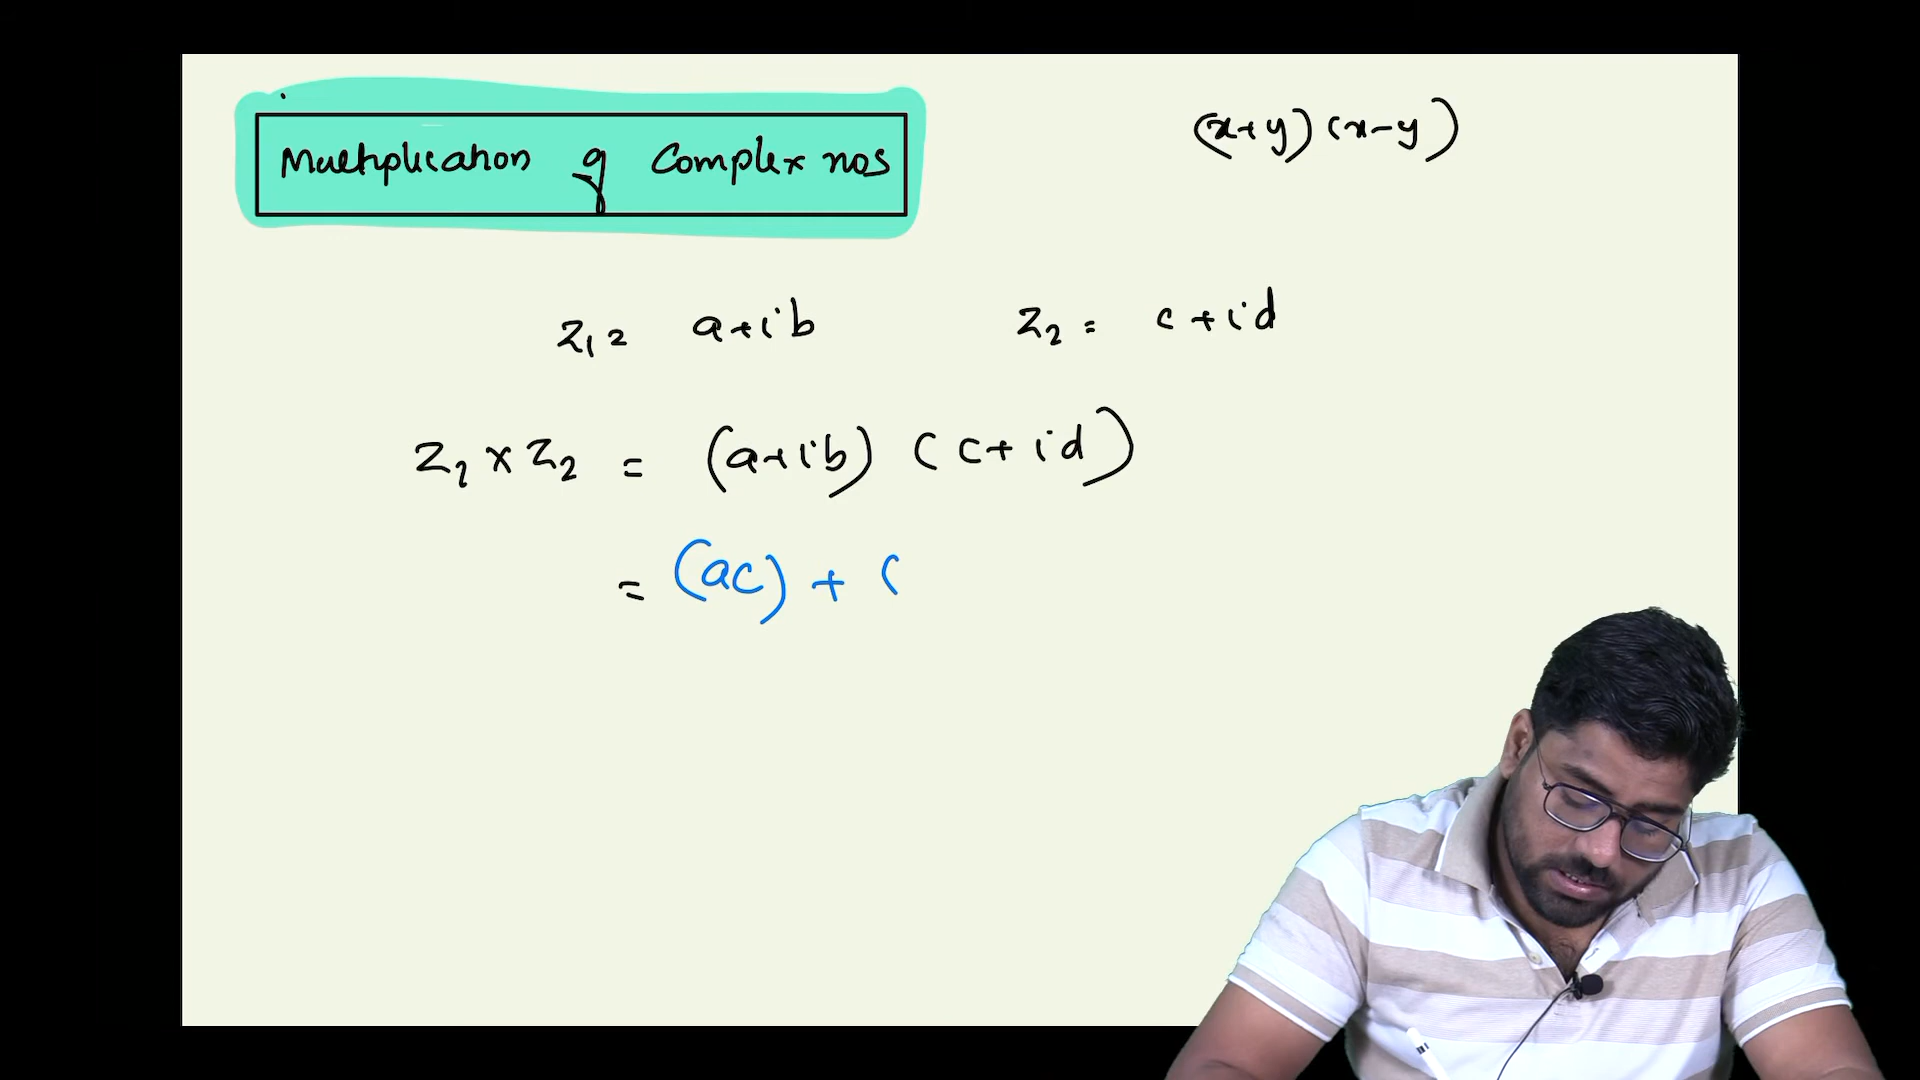 Multiplication of Complex nos
(x+y) (x-y)
z₁ = a+ib z₂ = c+id
z₁ × z₂ = (a+ib) (c+id)
= (ac) + (